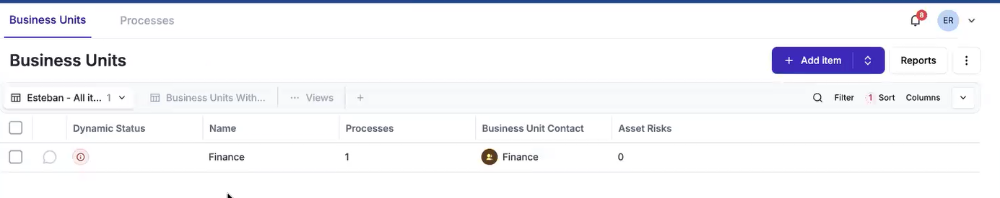 Business Units Processes 8 ER
Business Units Add item Reports
Esteban - All it... 1 Business Units With... Views Filter 1 Sort Columns
Dynamic Status Name Processes Business Unit Contact Asset Risks
Finance 1 Finance 0